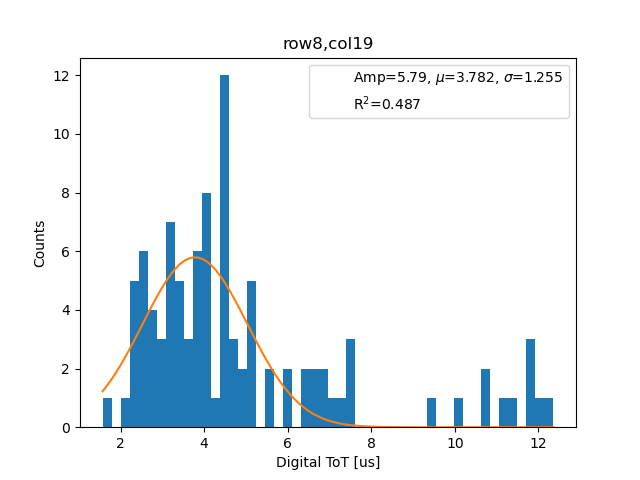 row8,col19
Amp=5.79, μ=3.782, σ=1.255
R²=0.487
12
10
8
6
4
2
0
Counts
2 4 6 8 10 12
Digital ToT [us]